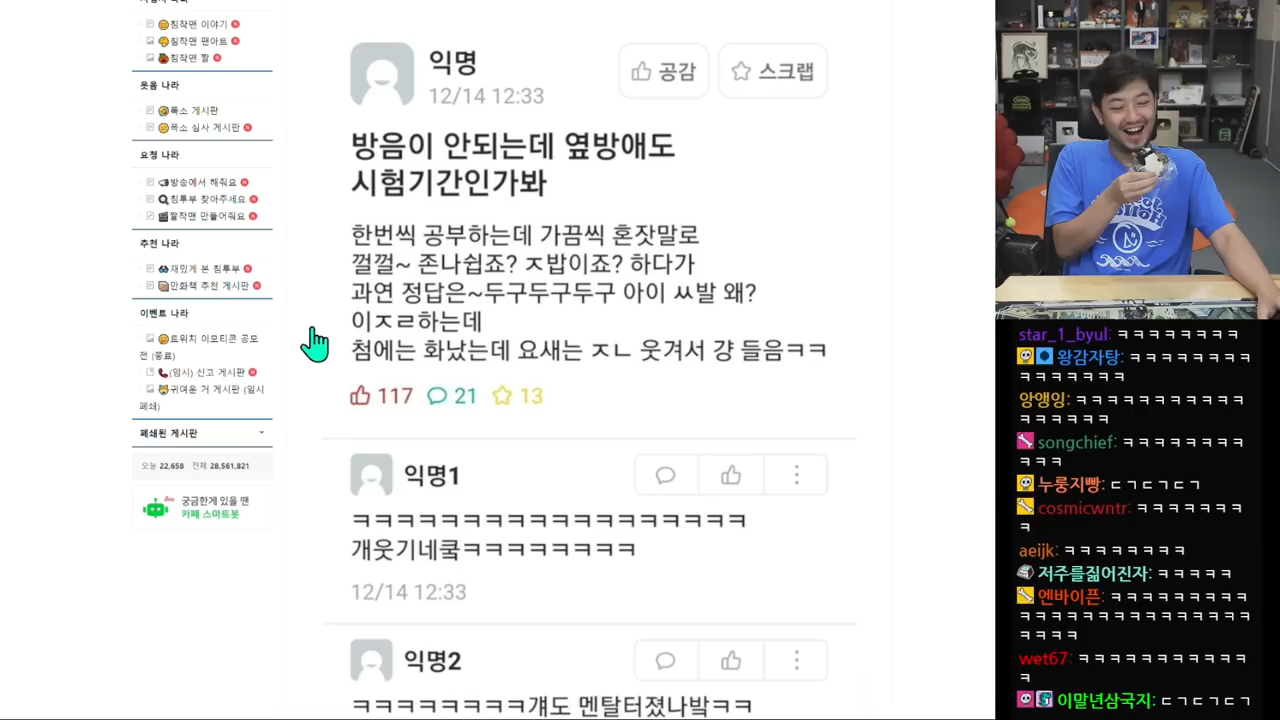 침착맨 이야기
침착맨 팬아트
침착맨 짤
웃음 나라
폭소 게시판
폭소 심사 게시판
요청 나라
방송에서 해줘요
침투부 찾아주세요
짤작맨 만들어줘요
추천 나라
재밌게 본 침투부
만화책 추천 게시판
이벤트 나라
트위치 이모티콘 공모
전 (종료)
(임시) 신고 게시판
귀여운 거 게시판 (임시
폐쇄)
폐쇄된 게시판
오늘 22,658 전체 28,561,821
궁금한게 있을 땐
카페 스마트봇
익명
12/14 12:33
공감
스크랩
방음이 안되는데 옆방애도
시험기간인가봐
한번씩 공부하는데 가끔씩 혼잣말로
껄껄~ 존나쉽죠? ㅈ밥이죠? 하다가
과연 정답은~두구두구두구 아이 ㅆ발 왜?
이ㅈㄹ하는데
첨에는 화났는데 요새는 ㅈㄴ 웃겨서 걍 들음ㅋㅋ
117 21 13
익명1
ㅋㅋㅋㅋㅋㅋㅋㅋㅋㅋㅋㅋㅋㅋㅋㅋㅋㅋ
개웃기네쿸ㅋㅋㅋㅋㅋㅋㅋㅋ
12/14 12:33
익명2
ㅋㅋㅋㅋㅋㅋㅋㅋ걔도 멘탈터졌나밬ㅋㅋ
star_1_byul: ㅋㅋㅋㅋㅋㅋㅋㅋ
왕감자탕: ㅋㅋㅋㅋㅋㅋㅋㅋ
ㅋㅋㅋㅋㅋㅋㅋ
앙앵잉: ㅋㅋㅋㅋㅋㅋㅋㅋㅋㅋㅋ
ㅋㅋㅋㅋㅋㅋ
songchief: ㅋㅋㅋㅋㅋㅋㅋㅋ
ㅋㅋㅋ
누룽지빵: ㄷㄱㄷㄱㄷㄱ
cosmicwntr: ㅋㅋㅋㅋㅋㅋㅋ
ㅋ
aeijk: ㅋㅋㅋㅋㅋㅋㅋㅋ
저주를짊어진자: ㅋㅋㅋㅋㅋ
엔바이픈: ㅋㅋㅋㅋㅋㅋㅋㅋㅋ
ㅋㅋㅋㅋㅋㅋㅋㅋㅋㅋㅋㅋㅋㅋㅋ
ㅋㅋㅋㅋ
wet67: ㅋㅋㅋㅋㅋㅋㅋㅋㅋㅋㅋ
ㅋ
이말년삼국지: ㄷㄱㄷㄱㄷㄱ